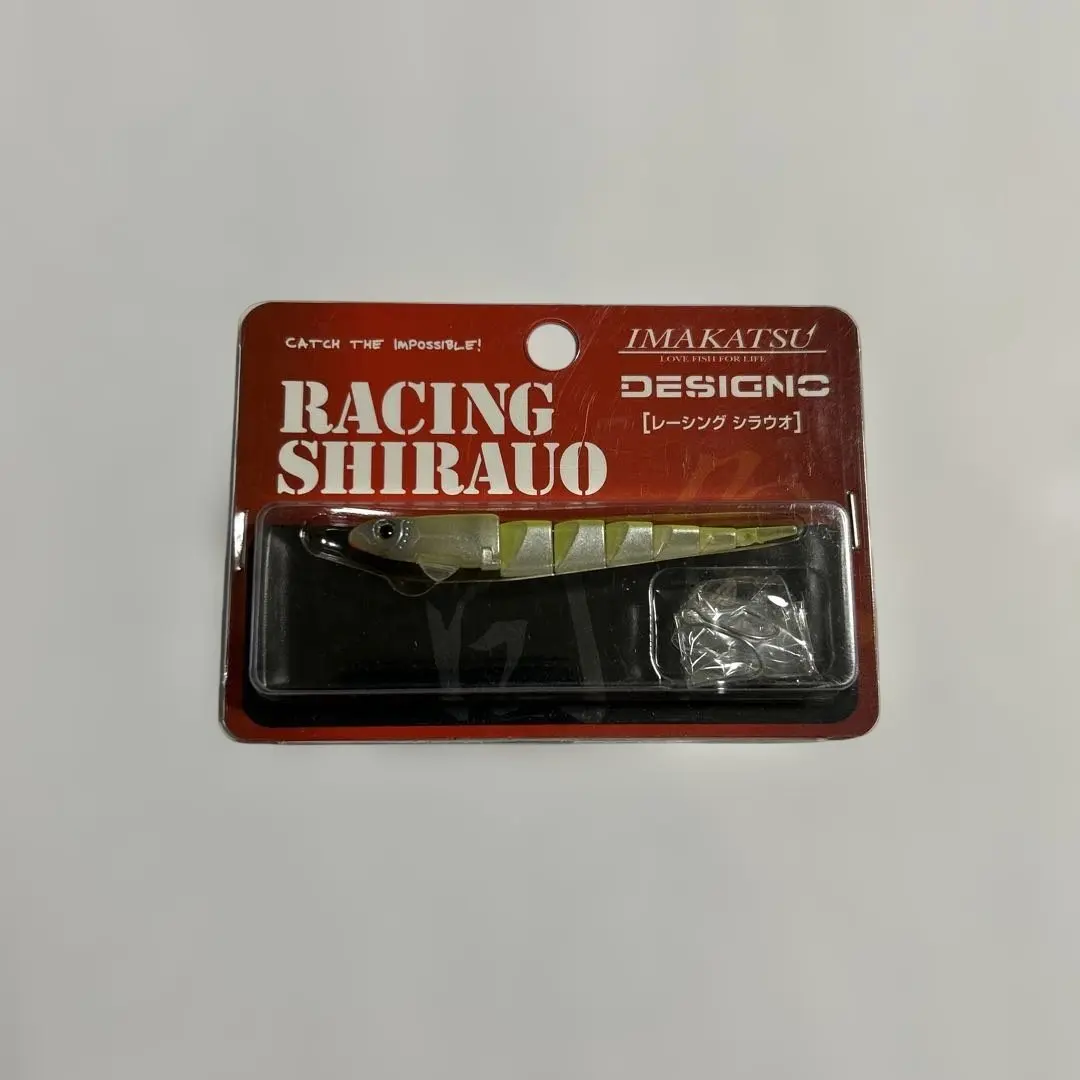 CATCH THE IMPOSSIBLE!
RACING
SHIRAUO
IMAKATSU
LOVE FISH FOR LIFE
DESIGNO
[レーシング シラウオ]